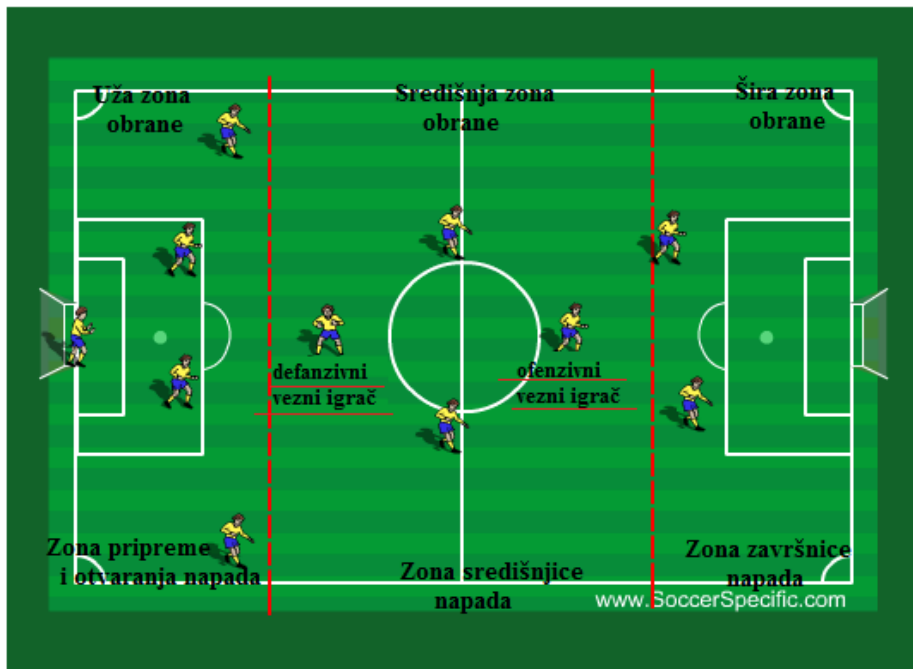 Uža zona
obrane
Središnja zona
obrane
Šira zona
obrane
defanzivni
vezni igrač
ofenzivni
vezni igrač
Zona pripreme
i otvaranja napada
Zona središnjice
napada
Zona završnice
napada
www.SoccerSpecific.com